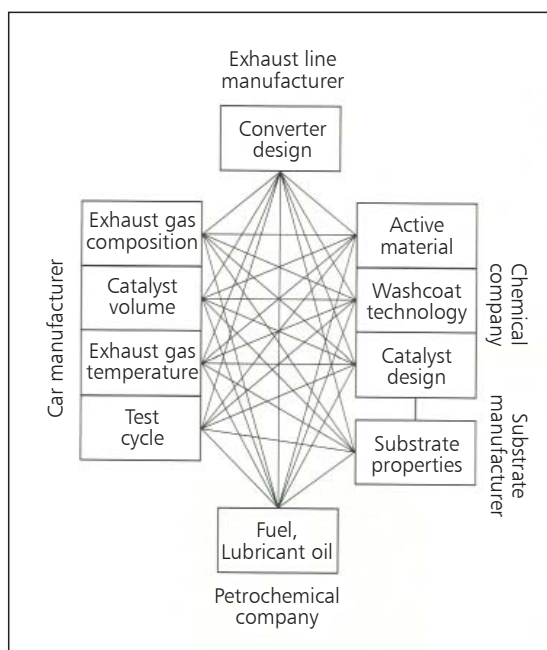 Exhaust line
manufacturer
Converter
design
Car manufacturer
Exhaust gas
composition
Catalyst
volume
Exhaust gas
temperature
Test
cycle
Active
material
Washcoat
technology
Catalyst
design
Chemical
company
Substrate
properties
Substrate
manufacturer
Fuel,
Lubricant oil
Petrochemical
company